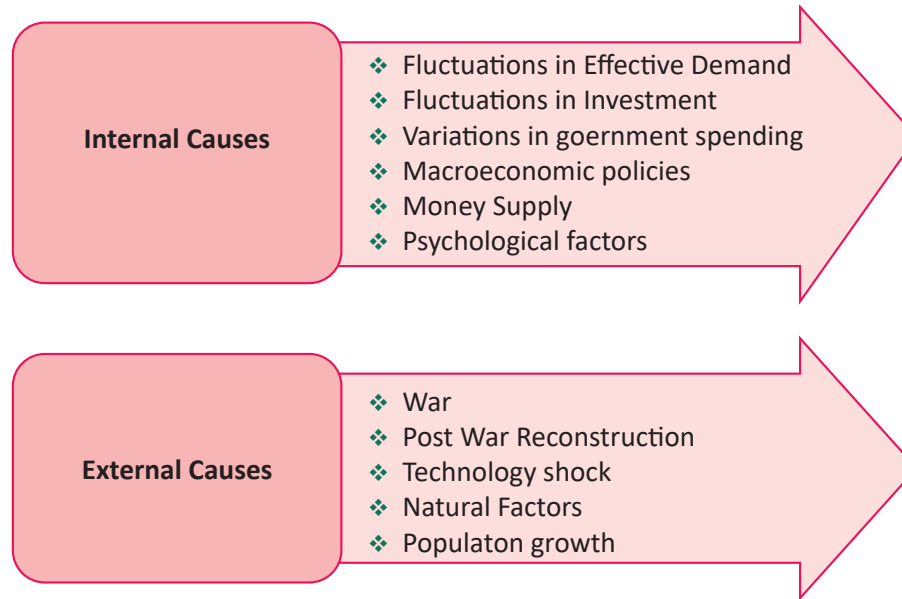 Internal Causes
❖ Fluctuations in Effective Demand
❖ Fluctuations in Investment
❖ Variations in goernment spending
❖ Macroeconomic policies
❖ Money Supply
❖ Psychological factors
External Causes
❖ War
❖ Post War Reconstruction
❖ Technology shock
❖ Natural Factors
❖ Populaton growth